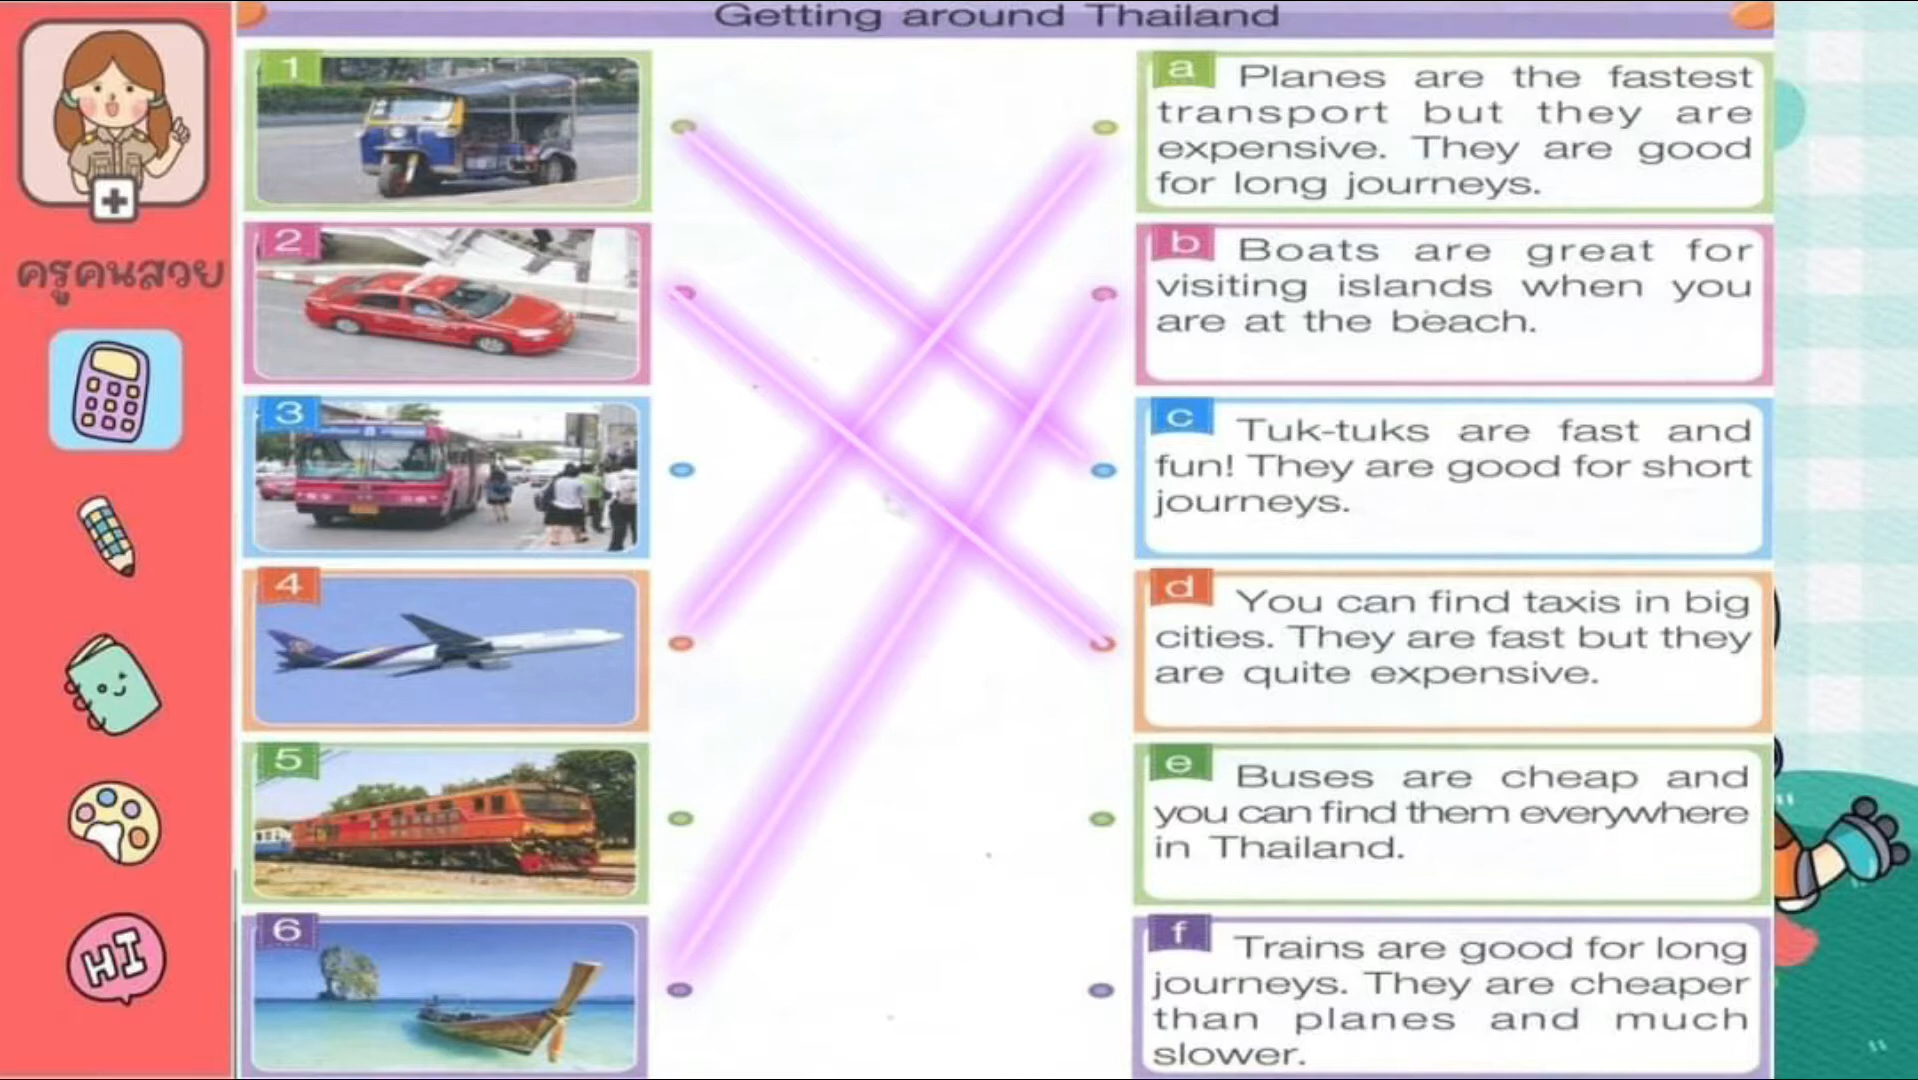 Getting around Thailand
ครูคนสวย
HI
1
2
3
4
5
6
a
Planes are the fastest
transport but they are
expensive. They are good
for long journeys.
b
Boats are great for
visiting islands when you
are at the beach.
c
Tuk-tuks are fast and
fun! They are good for short
journeys.
d
You can find taxis in big
cities. They are fast but they
are quite expensive.
e
Buses are cheap and
you can find them everywhere
in Thailand.
f
Trains are good for long
journeys. They are cheaper
than planes and much
slower.